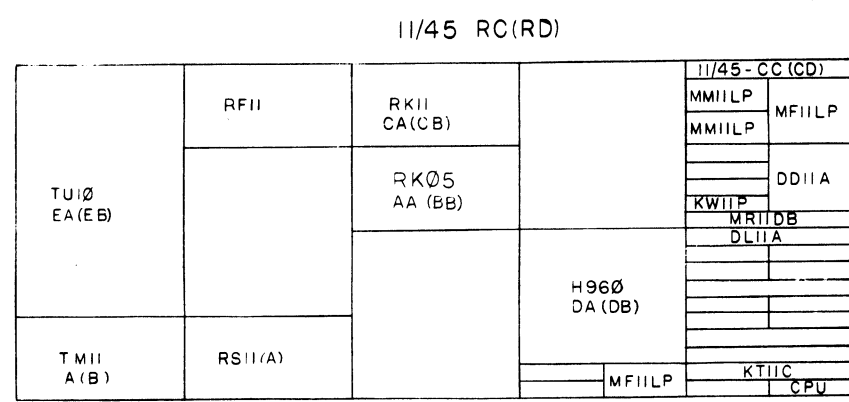 11/45 RC(RD)
11/45-CC(CD)
RF11
RK11
CA(CB)
MM11LP
MF11LP
MM11LP
TU1Ø
EA(EB)
RKØ5
AA (BB)
DD11A
KW11P
MR11DB
DL11A
H96Ø
DA(DB)
TM11
A(B)
RS11(A)
MF11LP
KT11C
CPU